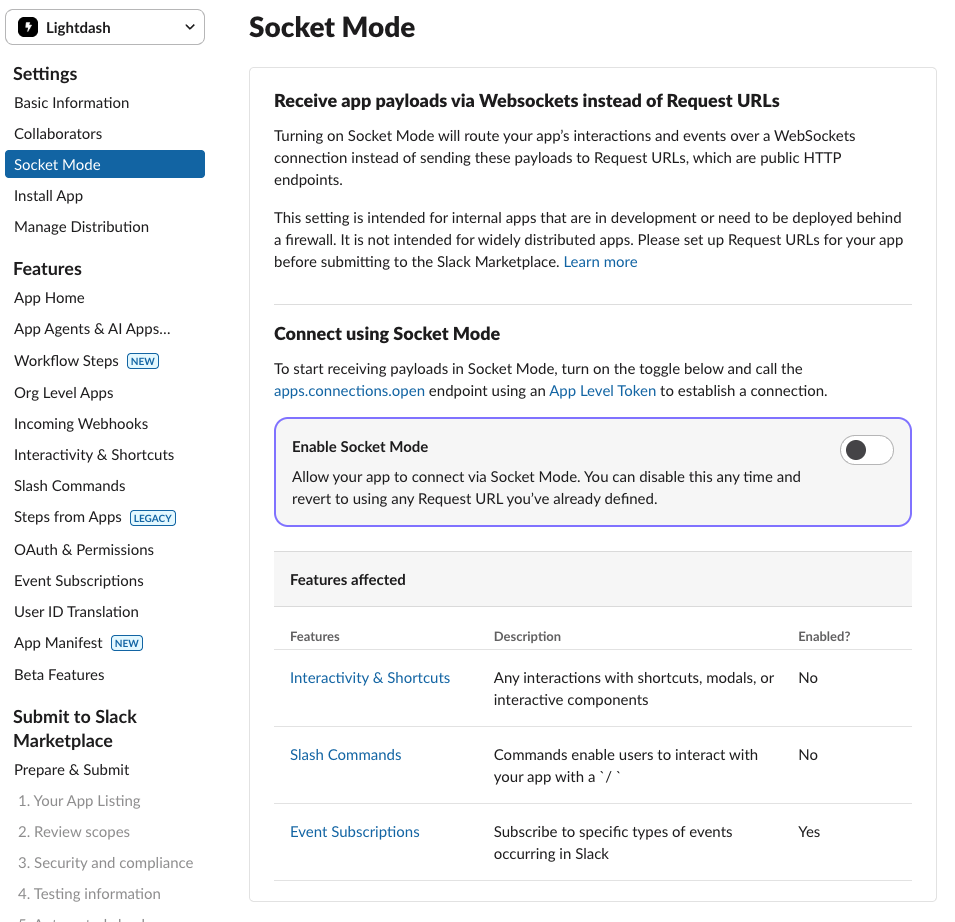 Lightdash
Settings
Basic Information
Collaborators
Socket Mode
Install App
Manage Distribution
Features
App Home
App Agents & AI Apps...
Workflow Steps NEW
Org Level Apps
Incoming Webhooks
Interactivity & Shortcuts
Slash Commands
Steps from Apps LEGACY
OAuth & Permissions
Event Subscriptions
User ID Translation
App Manifest NEW
Beta Features
Submit to Slack
Marketplace
Prepare & Submit
1. Your App Listing
2. Review scopes
3. Security and compliance
4. Testing information
Socket Mode
Receive app payloads via Websockets instead of Request URLs
Turning on Socket Mode will route your app’s interactions and events over a WebSockets
connection instead of sending these payloads to Request URLs, which are public HTTP
endpoints.
This setting is intended for internal apps that are in development or need to be deployed behind
a firewall. It is not intended for widely distributed apps. Please set up Request URLs for your app
before submitting to the Slack Marketplace. Learn more
Connect using Socket Mode
To start receiving payloads in Socket Mode, turn on the toggle below and call the
apps.connections.open endpoint using an App Level Token to establish a connection.
Enable Socket Mode
Allow your app to connect via Socket Mode. You can disable this any time and
revert to using any Request URL you’ve already defined.
Features affected
Features Description Enabled?
Interactivity & Shortcuts Any interactions with shortcuts, modals, or No
interactive components
Slash Commands Commands enable users to interact with No
your app with a `/ `
Event Subscriptions Subscribe to specific types of events Yes
occurring in Slack